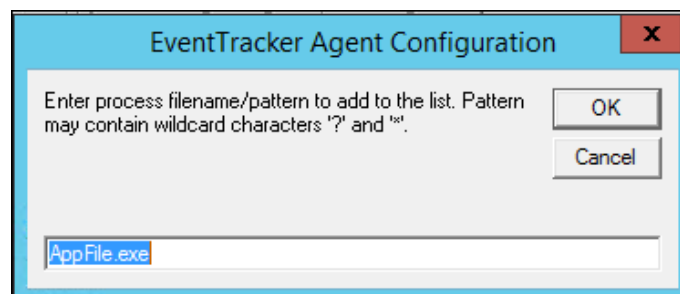 EventTracker Agent Configuration
x
Enter process filename/pattern to add to the list. Pattern
may contain wildcard characters '?' and '*'.
OK
Cancel
AppFile.exe